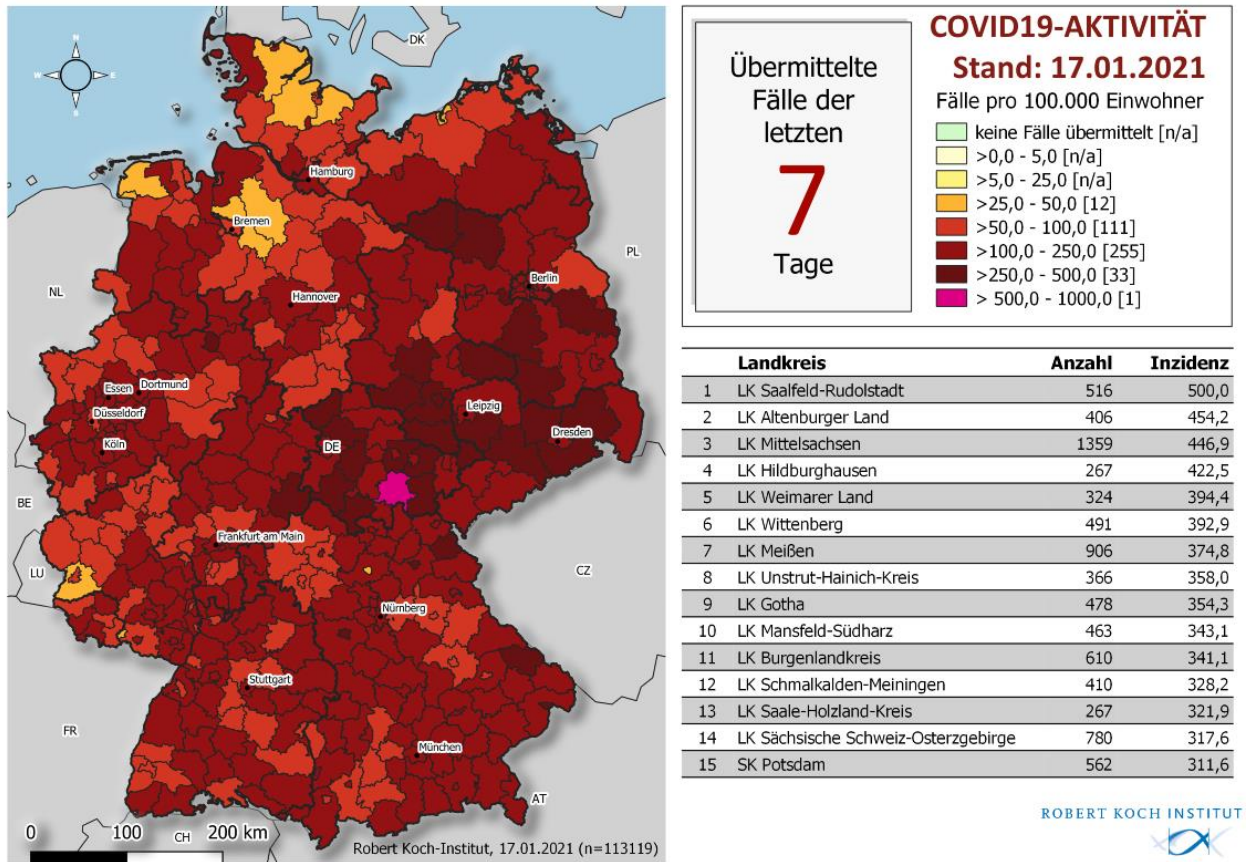 N
W
E
S
DK
PL
NL
BE
LU
FR
CH
AT
CZ
DE
Hamburg
Bremen
Berlin
Hannover
Essen
Dortmund
Düsseldorf
Köln
Leipzig
Dresden
Frankfurt am Main
Nürnberg
Stuttgart
München
0 100 200 km
Robert Koch-Institut, 17.01.2021 (n=113119)
Übermittelte
Fälle der
letzten
7
Tage
COVID19-AKTIVITÄT
Stand: 17.01.2021
Fälle pro 100.000 Einwohner
keine Fälle übermittelt [n/a]
>0,0 - 5,0 [n/a]
>5,0 - 25,0 [n/a]
>25,0 - 50,0 [12]
>50,0 - 100,0 [111]
>100,0 - 250,0 [255]
>250,0 - 500,0 [33]
> 500,0 - 1000,0 [1]
Landkreis Anzahl Inzidenz
1 LK Saalfeld-Rudolstadt 516 500,0
2 LK Altenburger Land 406 454,2
3 LK Mittelsachsen 1359 446,9
4 LK Hildburghausen 267 422,5
5 LK Weimarer Land 324 394,4
6 LK Wittenberg 491 392,9
7 LK Meißen 906 374,8
8 LK Unstrut-Hainich-Kreis 366 358,0
9 LK Gotha 478 354,3
10 LK Mansfeld-Südharz 463 343,1
11 LK Burgenlandkreis 610 341,1
12 LK Schmalkalden-Meiningen 410 328,2
13 LK Saale-Holzland-Kreis 267 321,9
14 LK Sächsische Schweiz-Osterzgebirge 780 317,6
15 SK Potsdam 562 311,6
ROBERT KOCH INSTITUT